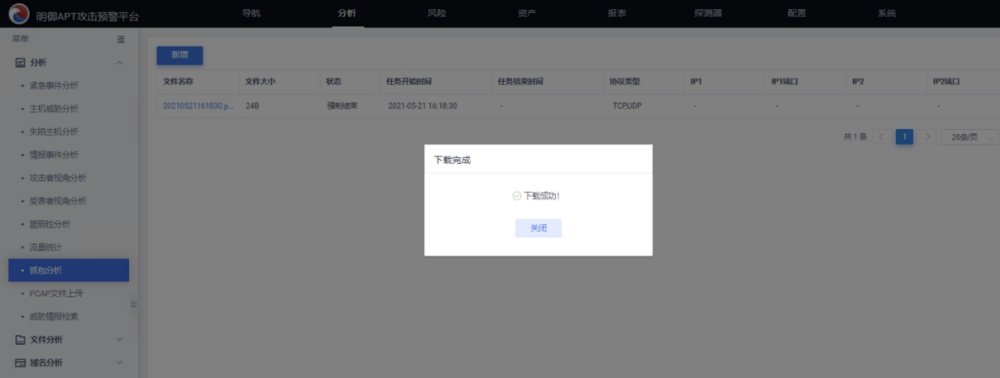 明御APT攻击预警平台
导航 分析 风险 资产 报表 探测器 配置 系统
菜单
分析
紧急事件分析
主机威胁分析
失陷主机分析
情报事件分析
攻击者视角分析
受害者视角分析
脆弱性分析
流量统计
抓包分析
PCAP文件上传
威胁情报检索
文件分析
域名分析
新增
文件名称 文件大小 状态 任务开始时间 任务结束时间 协议类型 IP1 IP1端口 IP2 IP2端口
20210521161830.p... 24B 强制结束 2021-05-21 16:18:30 - TCP,UDP - - - -
共1条 1 20条/页
下载完成
下载成功!
关闭